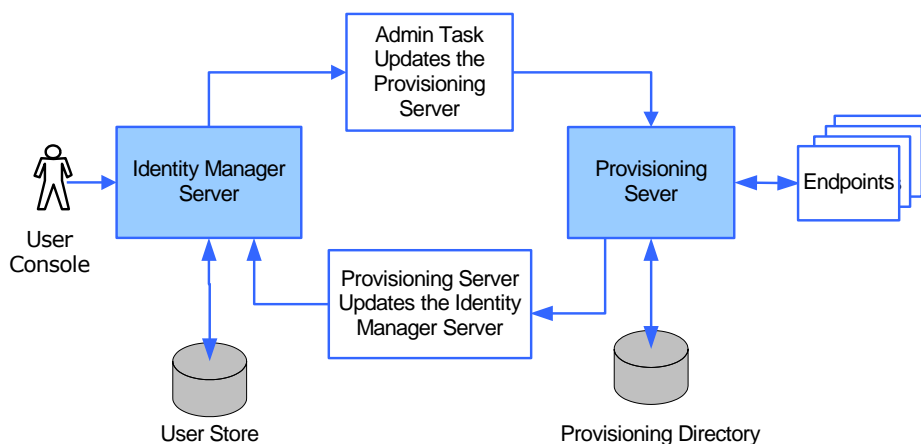 Admin Task
Updates the
Provisioning
Server
Identity Manager
Server
Provisioning
Sever
Endpoints
User
Console
Provisioning Server
Updates the Identity
Manager Server
User Store
Provisioning Directory